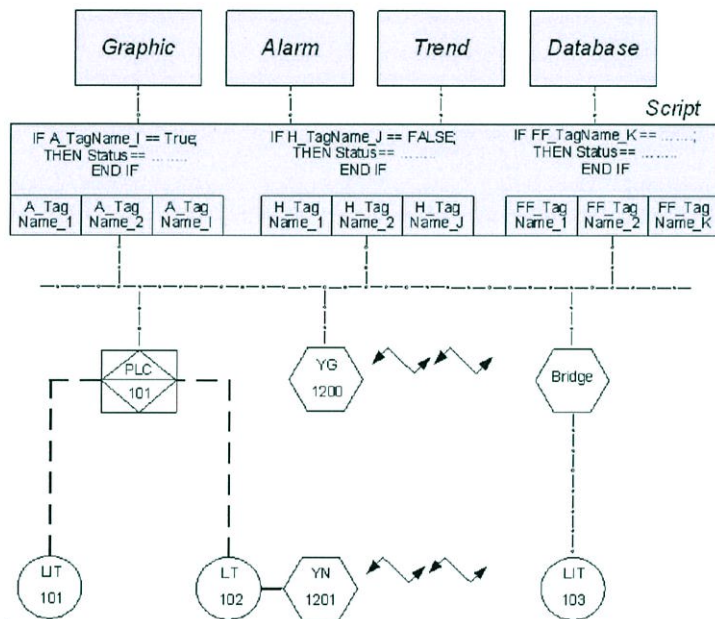 Graphic
Alarm
Trend
Database
Script
IF A_TagName_I == True;
THEN Status== ........
END IF
IF H_TagName_J == FALSE;
THEN Status== ........
END IF
IF FF_TagName_K== ......;
THEN Status== ........
END IF
A_Tag
Name_1
A_Tag
Name_2
A_Tag
Name_I
H_Tag
Name_1
H_Tag
Name_2
H_Tag
Name_J
FF_Tag
Name_1
FF_Tag
Name_2
FF_Tag
Name_K
PLC
101
YG
1200
Bridge
LIT
101
LT
102
YN
1201
LIT
103